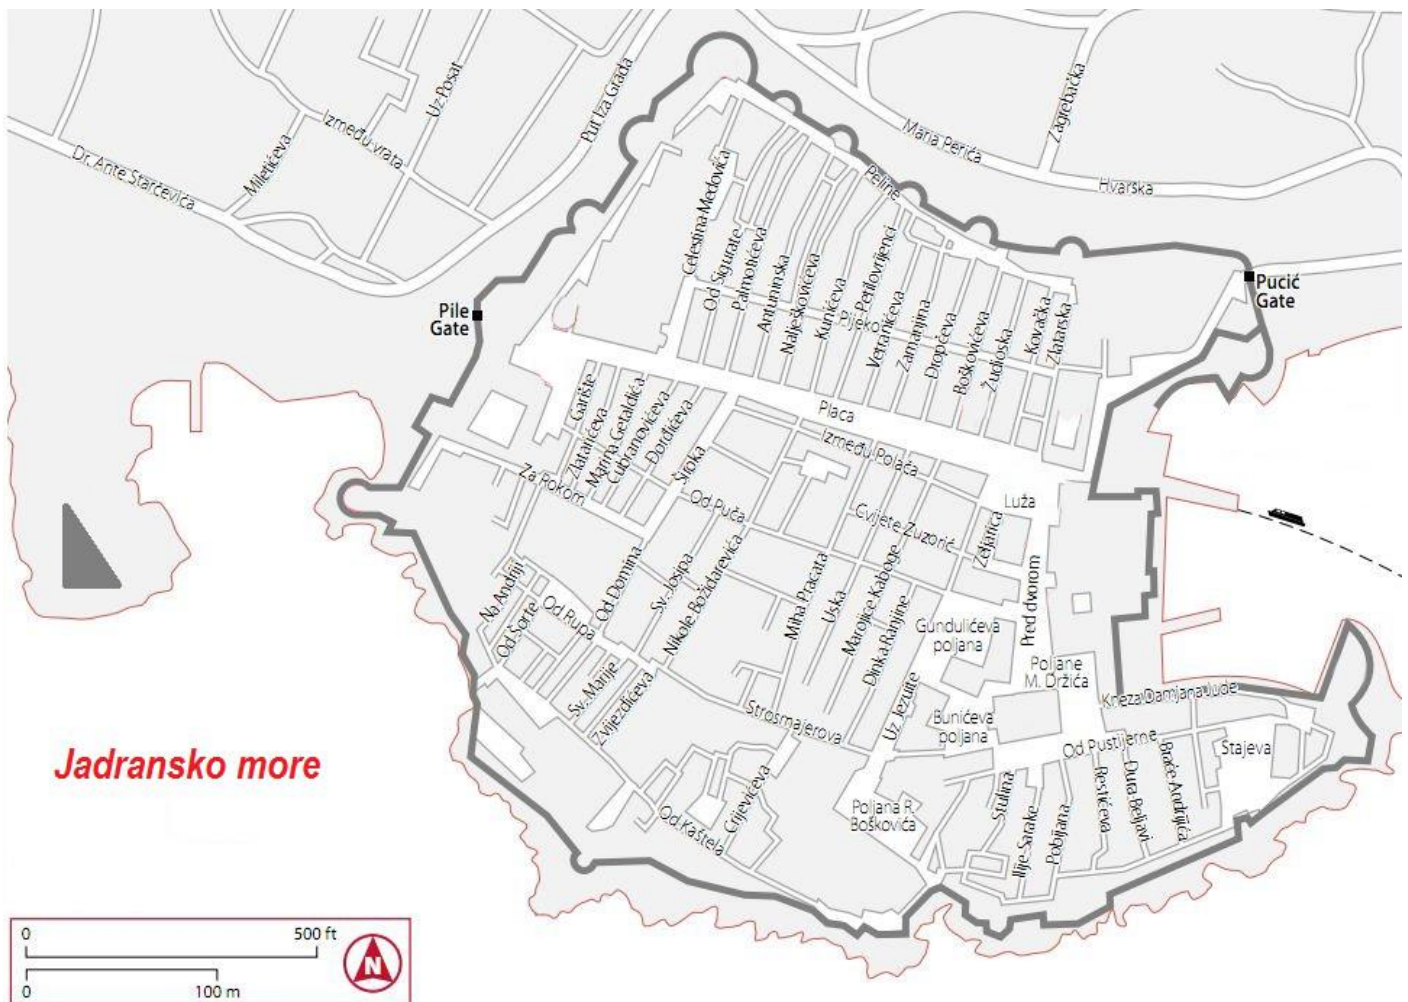 Uz Posat
Put Iza Grada
Između vrata
Miletićeva
Dr. Ante Starčevića
Maria Perića
Zagrebačka
Hvarska
Peline
Celestina Medovića
Od Sigurate
Palmotićeva
Antuninska
Nalješkovićeva
Kunićeva
Petilovrijenci
Vetranićeva
Zamanjina
Dropčeva
Boškovićeva
Žudioska
Kovačka
Zlatarska
Prijeko
Pile
Gate
Pucić
Gate
Placa
Garište
Zlatarićeva
Marina Getaldića
Čubranovićeva
Đorđićeva
Široka
Za Rokom
Između Polača
Od Puča
Cvijete Zuzorić
Luža
Željarica
Pred dvorom
Na Andriji
Od Šorte
Od Rupa
Od Domina
Sv. Josipa
Nikole Božidarevića
Miha Pracata
Uska
Marojice Kaboge
Dinka Ranjine
Gundulićeva
poljana
Poljane
M. Držića
Sv. Marije
Zvijezdićeva
Strosmajerova
Uz Jezuite
Bunićeva
poljana
Kneza Damjana Jude
Od Pustijerne
Stajeva
Restićeva
Đura Beljavi
Braće Andrijića
Stulina
Ilije Sarake
Pobijana
Poljana R.
Boškovića
Crijevićeva
Od Kaštela
Jadransko more
0 500 ft
0 100 m
N